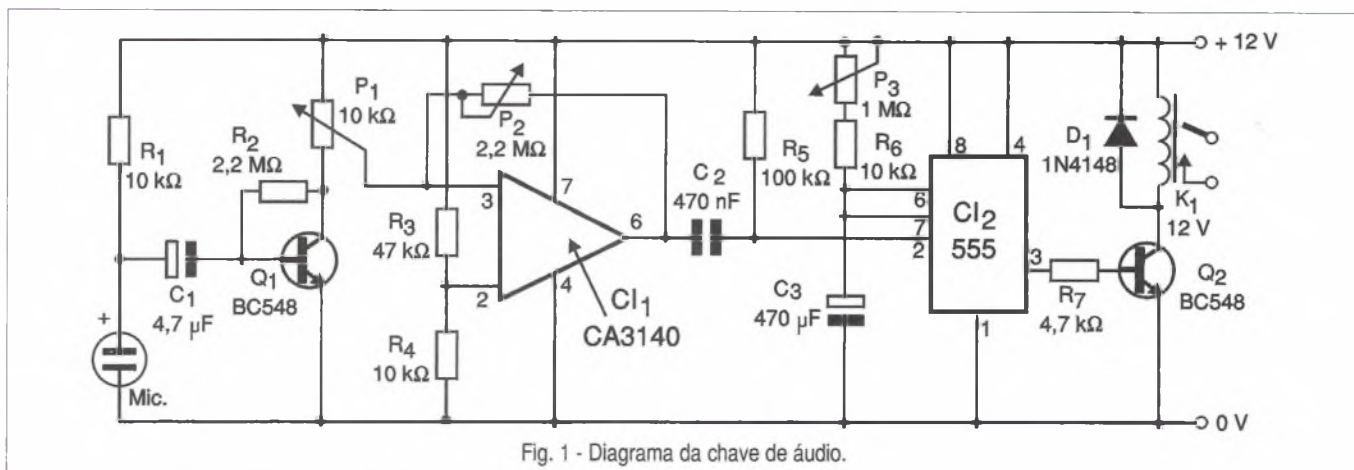 + 12 V
R1
10 kΩ
R2
2,2 MΩ
P1
10 kΩ
P2
2,2 MΩ
P3
1 MΩ
R3
47 kΩ
R4
10 kΩ
3
2
7
4
6
CI1
CA3140
C2
470 nF
R5
100 kΩ
R6
10 kΩ
8
4
6
7
2
CI2
555
3
1
C3
470 µF
R7
4,7 kΩ
D1
1N4148
K1
12 V
Q2
BC548
Q1
BC548
C1
4,7 µF
+
Mic.
0 V
Fig. 1 - Diagrama da chave de áudio.